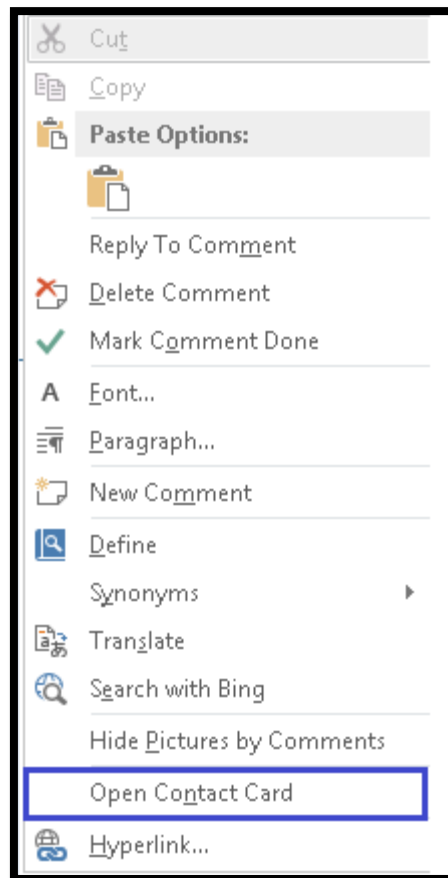 Cut
Copy
Paste Options:
Reply To Comment
Delete Comment
Mark Comment Done
A Font...
Paragraph...
New Comment
Define
Synonyms
Translate
Search with Bing
Hide Pictures by Comments
Open Contact Card
Hyperlink...